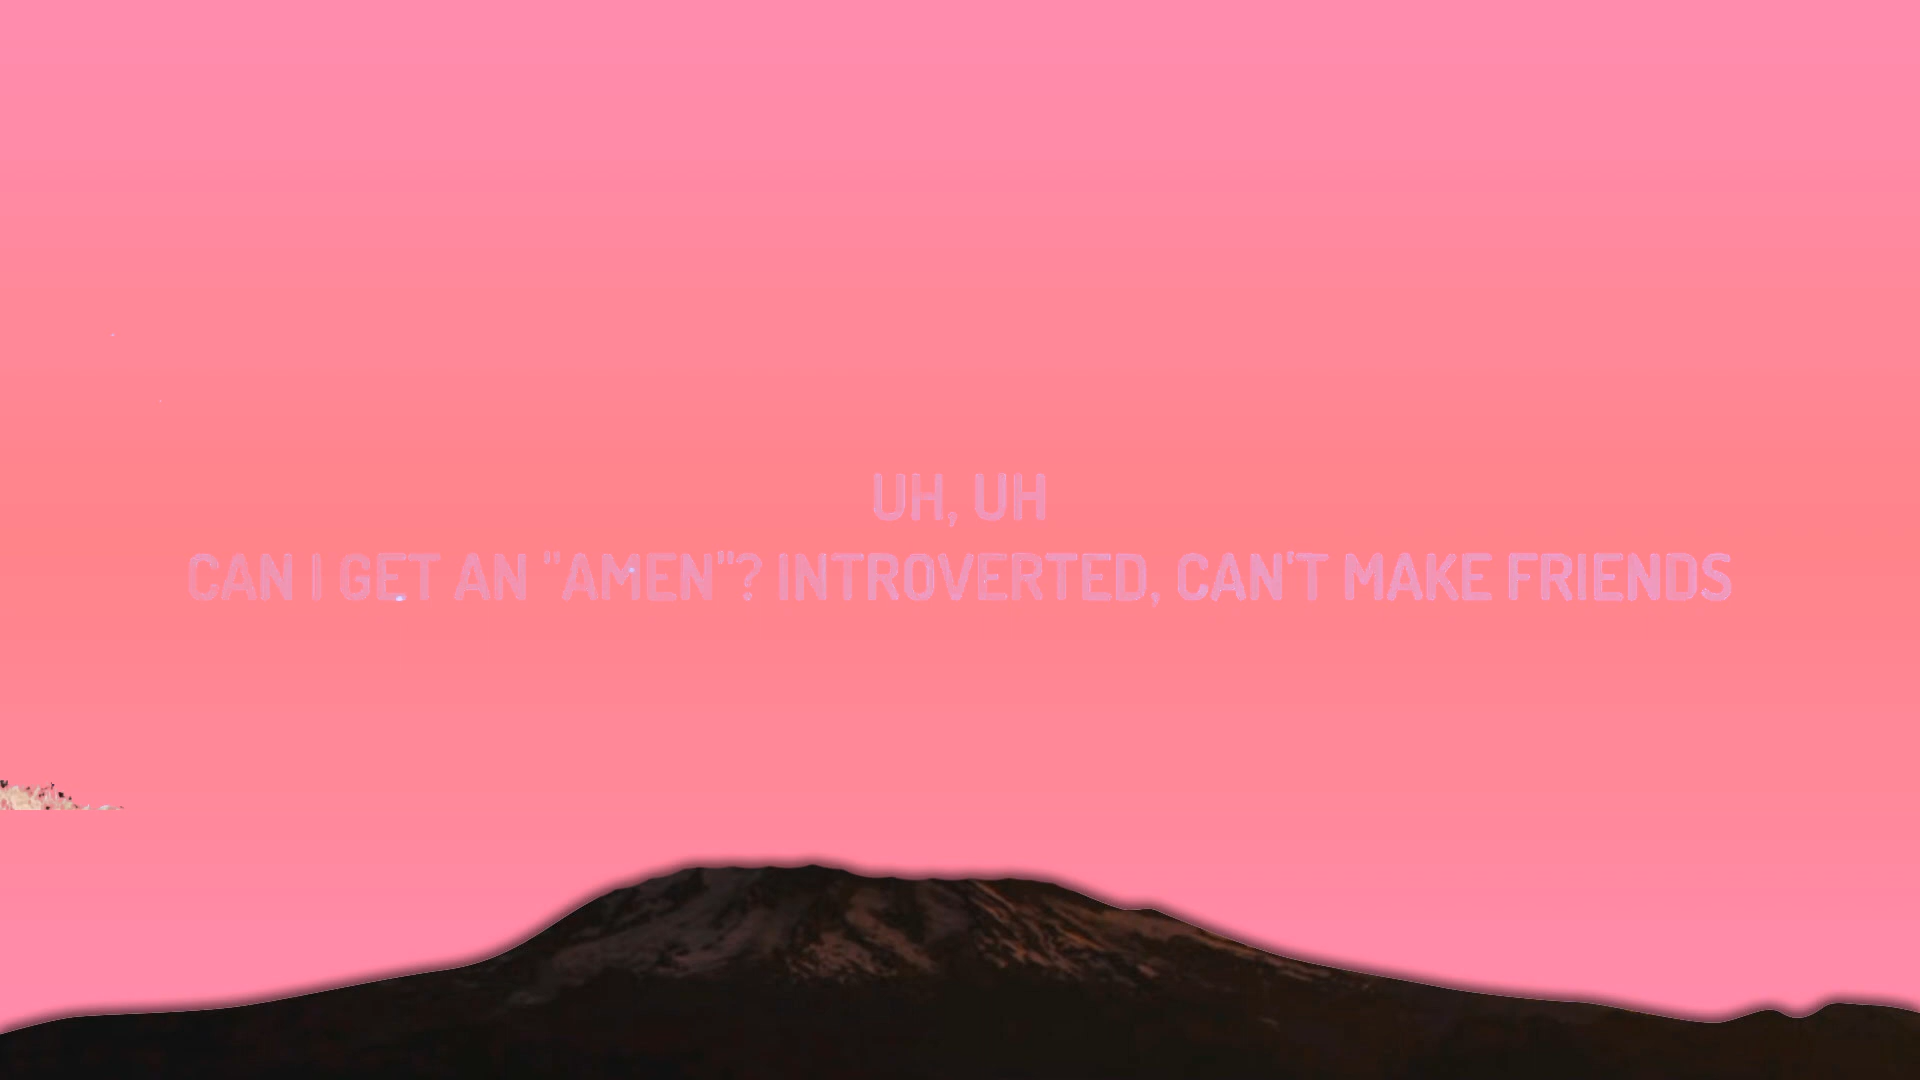 UH, UH
CAN I GET AN "AMEN"? INTROVERTED, CAN'T MAKE FRIENDS